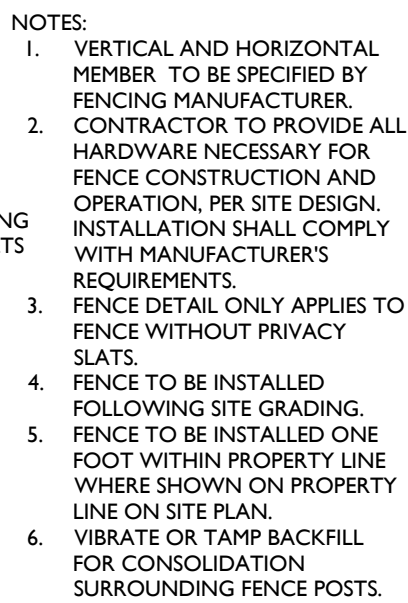 NOTES:
1. VERTICAL AND HORIZONTAL
MEMBER TO BE SPECIFIED BY
FENCING MANUFACTURER.
2. CONTRACTOR TO PROVIDE ALL
HARDWARE NECESSARY FOR
FENCE CONSTRUCTION AND
OPERATION, PER SITE DESIGN.
INSTALLATION SHALL COMPLY
WITH MANUFACTURER'S
REQUIREMENTS.
3. FENCE DETAIL ONLY APPLIES TO
FENCE WITHOUT PRIVACY
SLATS.
4. FENCE TO BE INSTALLED
FOLLOWING SITE GRADING.
5. FENCE TO BE INSTALLED ONE
FOOT WITHIN PROPERTY LINE
WHERE SHOWN ON PROPERTY
LINE ON SITE PLAN.
6. VIBRATE OR TAMP BACKFILL
FOR CONSOLIDATION
SURROUNDING FENCE POSTS.